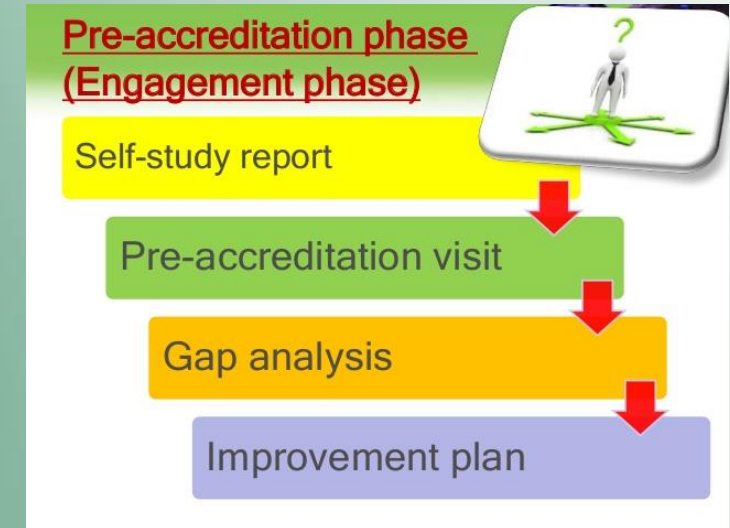 Pre-accreditation phase
(Engagement phase)
?
Self-study report
Pre-accreditation visit
Gap analysis
Improvement plan